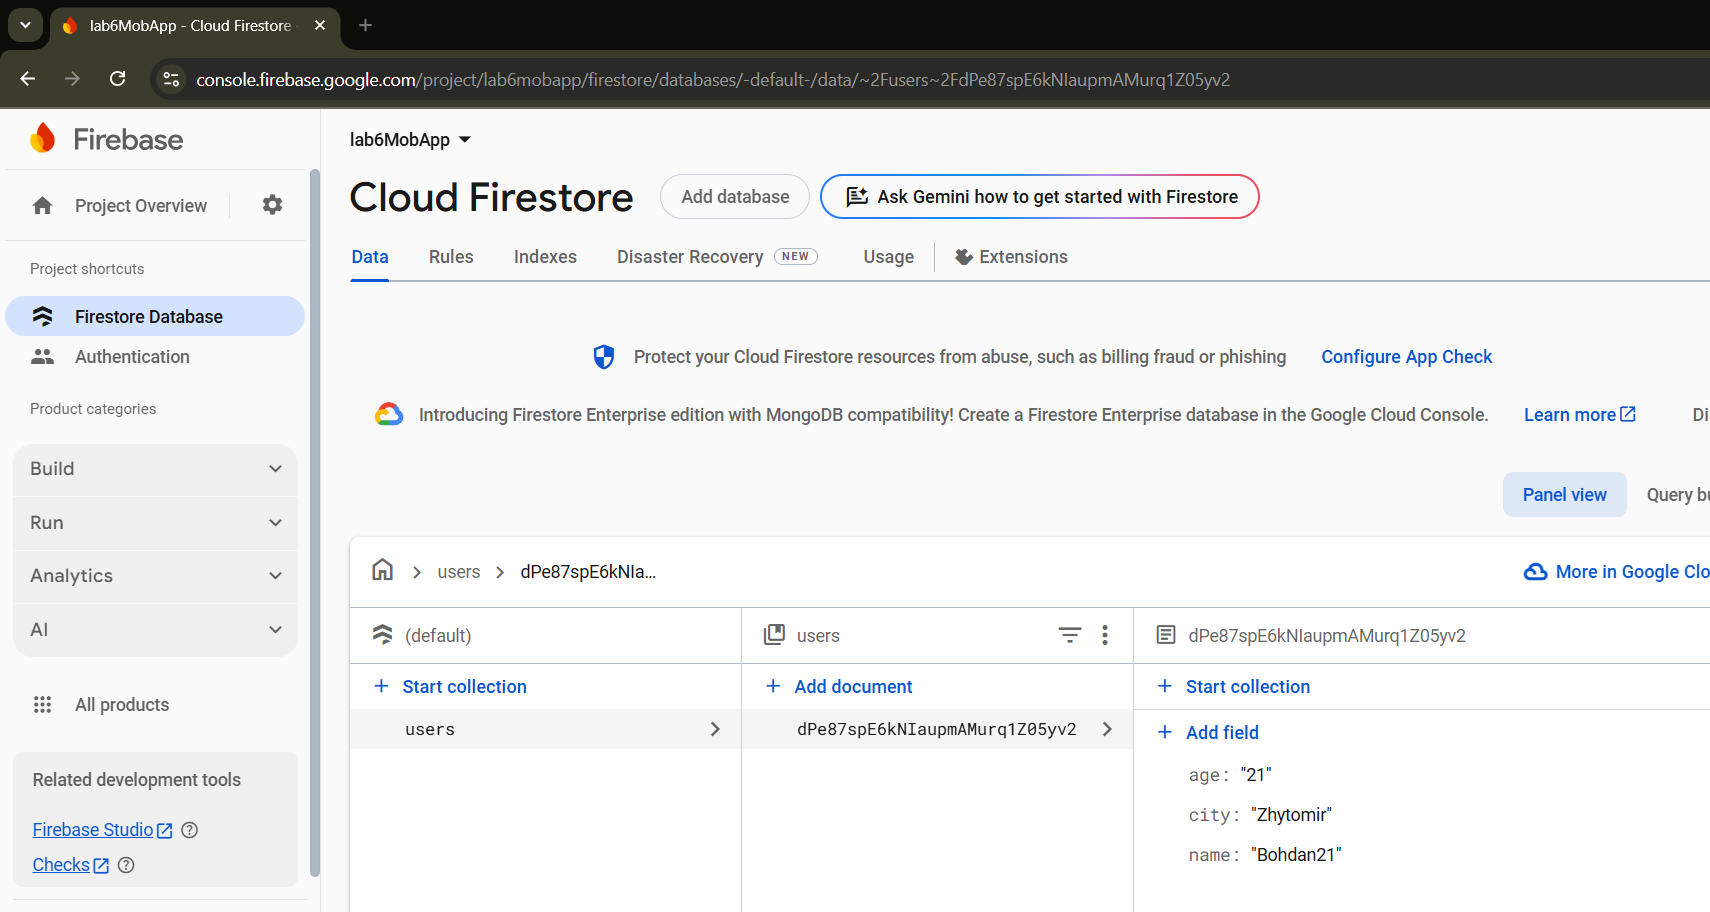 lab6MobApp - Cloud Firestore
console.firebase.google.com/project/lab6mobapp/firestore/databases/-default-/data/~2Fusers~2FdPe87spE6kNIaupmAMurq1Z05yv2
Firebase
Project Overview
Project shortcuts
Firestore Database
Authentication
Product categories
Build
Run
Analytics
AI
All products
Related development tools
Firebase Studio
Checks
lab6MobApp
Cloud Firestore
Add database
Ask Gemini how to get started with Firestore
Data Rules Indexes Disaster Recovery NEW Usage Extensions
Protect your Cloud Firestore resources from abuse, such as billing fraud or phishing Configure App Check
Introducing Firestore Enterprise edition with MongoDB compatibility! Create a Firestore Enterprise database in the Google Cloud Console. Learn more Di
Panel view Query bu
users dPe87spE6kNIa...
More in Google Clo
(default)
Start collection
users
users
Add document
dPe87spE6kNIaupmAMurq1Z05yv2
dPe87spE6kNIaupmAMurq1Z05yv2
Start collection
Add field
age: "21"
city: "Zhytomir"
name: "Bohdan21"